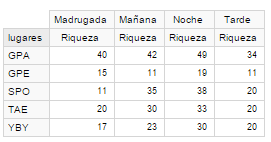 Madrugada Mañana Noche Tarde
lugares Riqueza Riqueza Riqueza Riqueza
GPA 40 42 49 34
GPE 15 11 19 11
SPO 11 35 38 20
TAE 20 30 33 20
YBY 17 23 30 20